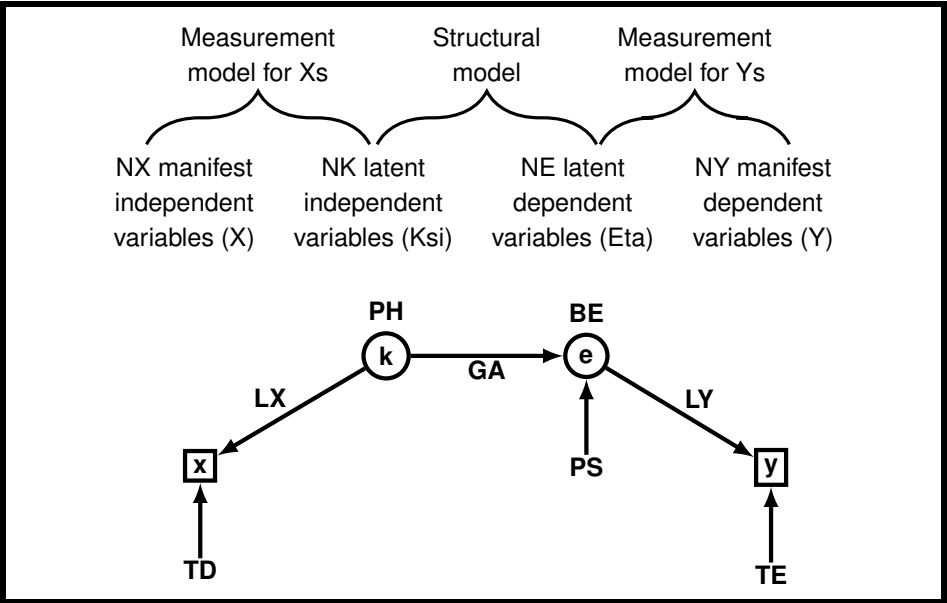 Measurement
model for Xs
Structural
model
Measurement
model for Ys
NX manifest
independent
variables (X)
NK latent
independent
variables (Ksi)
NE latent
dependent
variables (Eta)
NY manifest
dependent
variables (Y)
PH
BE
k
e
GA
LX
LY
x
PS
y
TD
TE